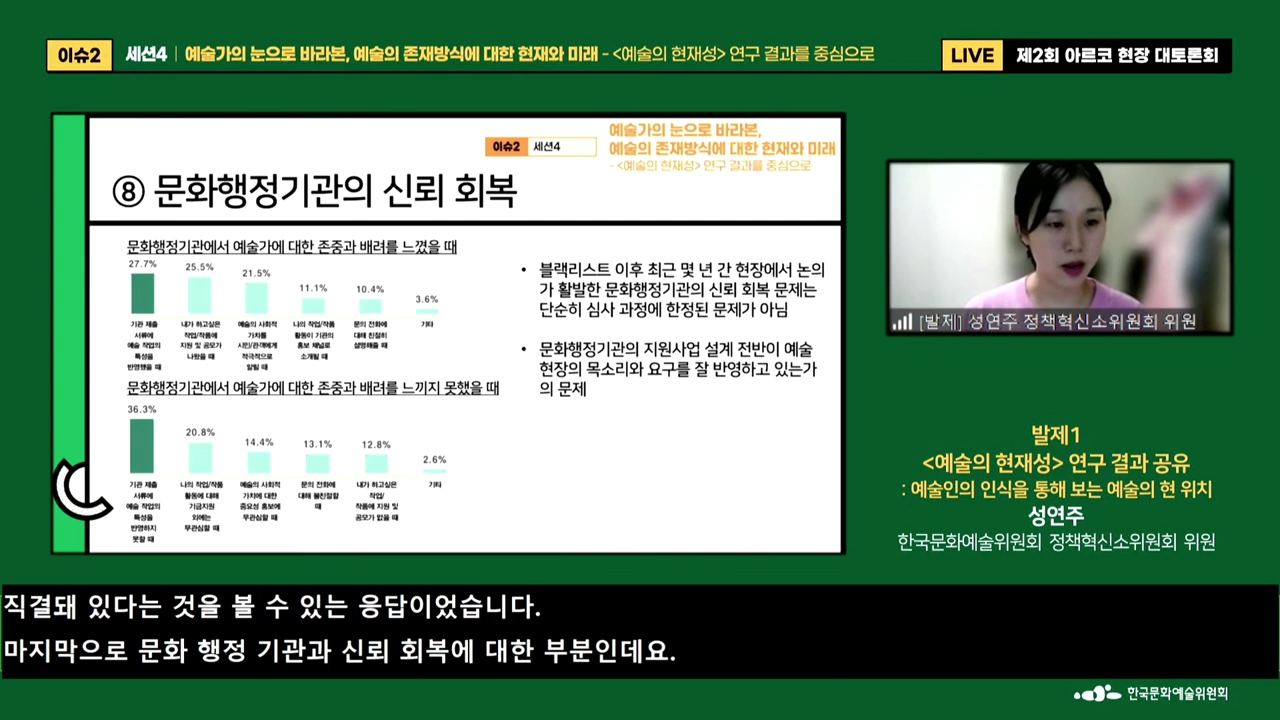 이슈2 세션4 | 예술가의 눈으로 바라본, 예술의 존재방식에 대한 현재와 미래 - <예술의 현재성> 연구 결과를 중심으로
LIVE 제2회 아르코 현장 대토론회
이슈2 세션4
예술가의 눈으로 바라본,
예술의 존재방식에 대한 현재와 미래
- <예술의 현재성> 연구 결과를 중심으로
⑧ 문화행정기관의 신뢰 회복
문화행정기관에서 예술가에 대한 존중과 배려를 느꼈을 때
27.7% 25.5% 21.5% 11.1% 10.4% 3.6%
기관 제출
서류에
예술 작업의
특성을
반영했을 때
내가 하고싶은
작업/작품에
지원 및 공모가
나왔을 때
예술의 사회적
가치를
시민/관객에게
적극적으로
알릴 때
나의 작업/작품
활동이 기관의
홍보 채널로
소개될 때
문의 전화에
대해 친절히
설명해줄 때
기타
문화행정기관에서 예술가에 대한 존중과 배려를 느끼지 못했을 때
36.3% 20.8% 14.4% 13.1% 12.8% 2.6%
기관 제출
서류에
예술 작업의
특성을
반영하지
못할 때
나의 작업/작품
활동에 대해
기금지원
외에는
무관심할 때
예술의 사회적
가치에 대한
중요성 홍보에
무관심할 때
문의 전화에
대해 불친절할
때
내가 하고싶은
작업/
작품에 지원 및
공모가 없을 때
기타
• 블랙리스트 이후 최근 몇 년 간 현장에서 논의
가 활발한 문화행정기관의 신뢰 회복 문제는
단순히 심사 과정에 한정된 문제가 아님
• 문화행정기관의 지원사업 설계 전반이 예술
현장의 목소리와 요구를 잘 반영하고 있는가
의 문제
[발제] 성연주 정책혁신소위원회 위원
발제1
<예술의 현재성> 연구 결과 공유
: 예술인의 인식을 통해 보는 예술의 현 위치
성연주
한국문화예술위원회 정책혁신소위원회 위원
직결돼 있다는 것을 볼 수 있는 응답이었습니다.
마지막으로 문화 행정 기관과 신뢰 회복에 대한 부분인데요.
한국문화예술위원회